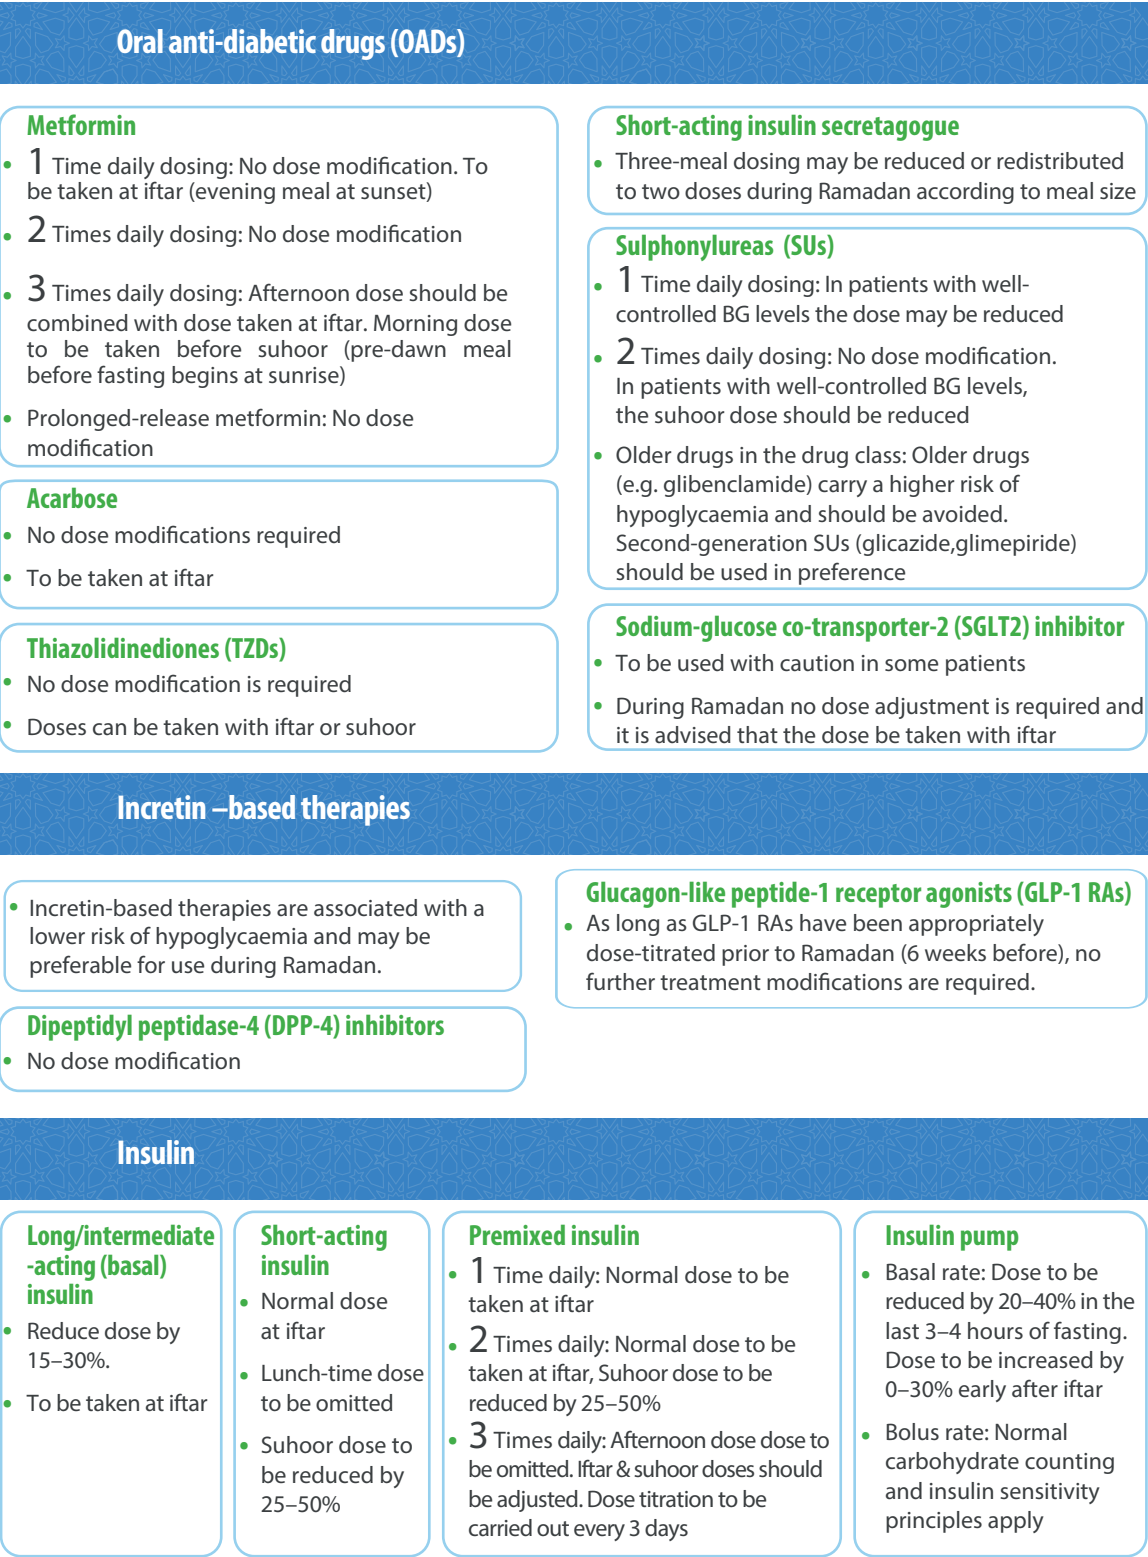 Oral anti-diabetic drugs (OADs)
Metformin
• 1 Time daily dosing: No dose modification. To
be taken at iftar (evening meal at sunset)
• 2 Times daily dosing: No dose modification
• 3 Times daily dosing: Afternoon dose should be
combined with dose taken at iftar. Morning dose
to be taken before suhoor (pre-dawn meal
before fasting begins at sunrise)
• Prolonged-release metformin: No dose
modification
Acarbose
• No dose modifications required
• To be taken at iftar
Thiazolidinediones (TZDs)
• No dose modification is required
• Doses can be taken with iftar or suhoor
Short-acting insulin secretagogue
• Three-meal dosing may be reduced or redistributed
to two doses during Ramadan according to meal size
Sulphonylureas (SUs)
• 1 Time daily dosing: In patients with well-
controlled BG levels the dose may be reduced
• 2 Times daily dosing: No dose modification.
In patients with well-controlled BG levels,
the suhoor dose should be reduced
• Older drugs in the drug class: Older drugs
(e.g. glibenclamide) carry a higher risk of
hypoglycaemia and should be avoided.
Second-generation SUs (glicazide,glimepiride)
should be used in preference
Sodium-glucose co-transporter-2 (SGLT2) inhibitor
• To be used with caution in some patients
• During Ramadan no dose adjustment is required and
it is advised that the dose be taken with iftar
Incretin –based therapies
• Incretin-based therapies are associated with a
lower risk of hypoglycaemia and may be
preferable for use during Ramadan.
Dipeptidyl peptidase-4 (DPP-4) inhibitors
• No dose modification
Glucagon-like peptide-1 receptor agonists (GLP-1 RAs)
• As long as GLP-1 RAs have been appropriately
dose-titrated prior to Ramadan (6 weeks before), no
further treatment modifications are required.
Insulin
Long/intermediate
-acting (basal)
insulin
• Reduce dose by
15–30%.
• To be taken at iftar
Short-acting
insulin
• Normal dose
at iftar
• Lunch-time dose
to be omitted
• Suhoor dose to
be reduced by
25–50%
Premixed insulin
• 1 Time daily: Normal dose to be
taken at iftar
• 2 Times daily: Normal dose to be
taken at iftar, Suhoor dose to be
reduced by 25–50%
• 3 Times daily: Afternoon dose dose to
be omitted. Iftar & suhoor doses should
be adjusted. Dose titration to be
carried out every 3 days
Insulin pump
• Basal rate: Dose to be
reduced by 20–40% in the
last 3–4 hours of fasting.
Dose to be increased by
0–30% early after iftar
• Bolus rate: Normal
carbohydrate counting
and insulin sensitivity
principles apply